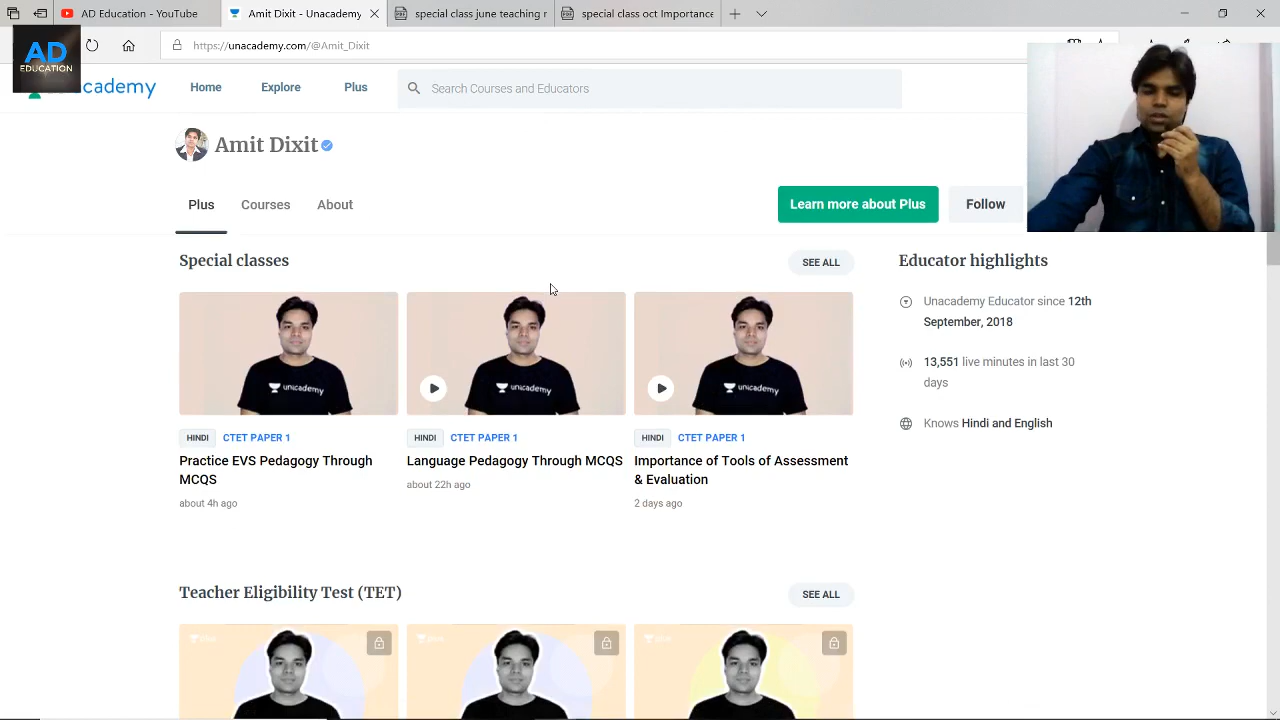 AD Education - YouTube
Amit Dixit - Unacademy
special class june teaching r
special class oct Importance
AD
EDUCATION
https://unacademy.com/@Amit_Dixit
cademy
Home
Explore
Plus
Search Courses and Educators
Amit Dixit
Plus
Courses
About
Learn more about Plus
Follow
Special classes
SEE ALL
Educator highlights
Unacademy Educator since 12th
September, 2018
13,551 live minutes in last 30
days
Knows Hindi and English
unacademy
unacademy
unacademy
HINDI
CTET PAPER 1
Practice EVS Pedagogy Through
MCQS
about 4h ago
HINDI
CTET PAPER 1
Language Pedagogy Through MCQS
about 22h ago
HINDI
CTET PAPER 1
Importance of Tools of Assessment
& Evaluation
2 days ago
Teacher Eligibility Test (TET)
SEE ALL